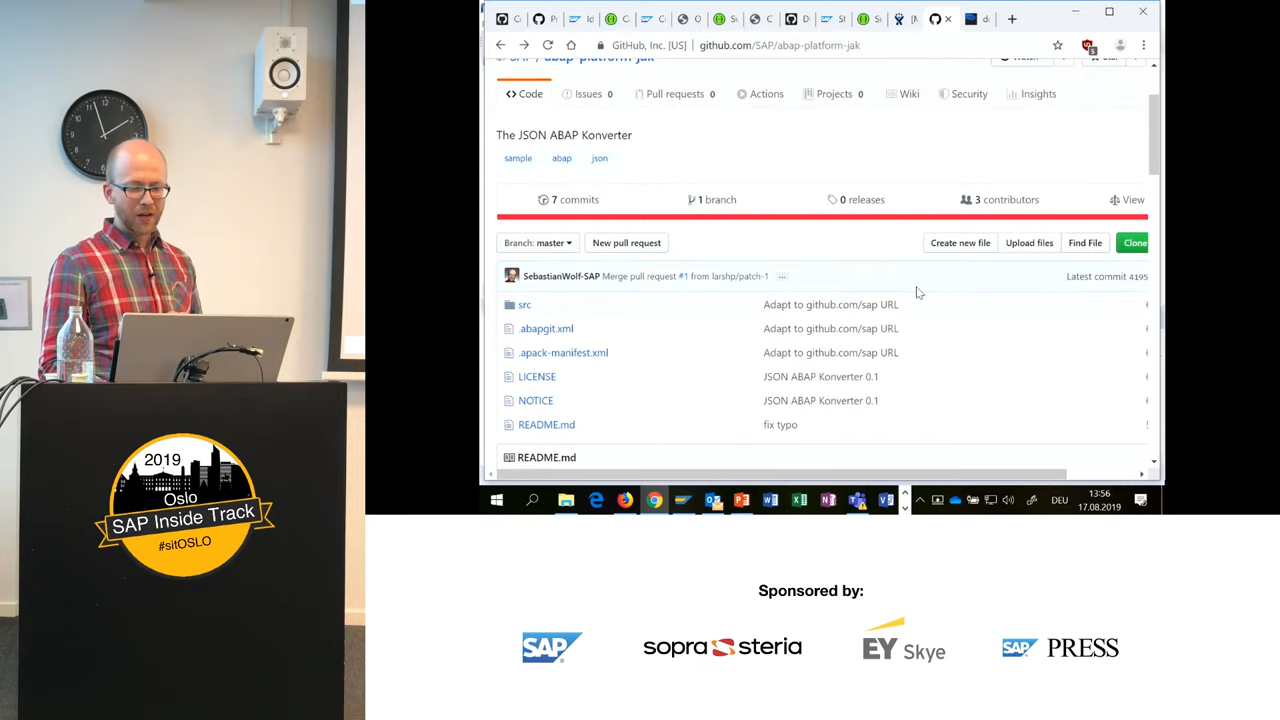 GitHub, Inc. [US] github.com/SAP/abap-platform-jak
5
SAP / abap-platform-jak
Code
Issues 0
Pull requests 0
Actions
Projects 0
Wiki
Security
Insights
The JSON ABAP Konverter
sample abap json
7 commits
1 branch
0 releases
3 contributors
View
Branch: master
New pull request
Create new file
Upload files
Find File
Clone
SebastianWolf-SAP Merge pull request #1 from larshp/patch-1 ...
Latest commit 4195
src Adapt to github.com/sap URL
.abapgit.xml Adapt to github.com/sap URL
.apack-manifest.xml Adapt to github.com/sap URL
LICENSE JSON ABAP Konverter 0.1
NOTICE JSON ABAP Konverter 0.1
README.md fix typo
README.md
DEU
13:56
17.08.2019
2019
Oslo
SAP Inside Track
#sitOSLO
Sponsored by:
SAP
sopra steria
EY Skye
SAP PRESS